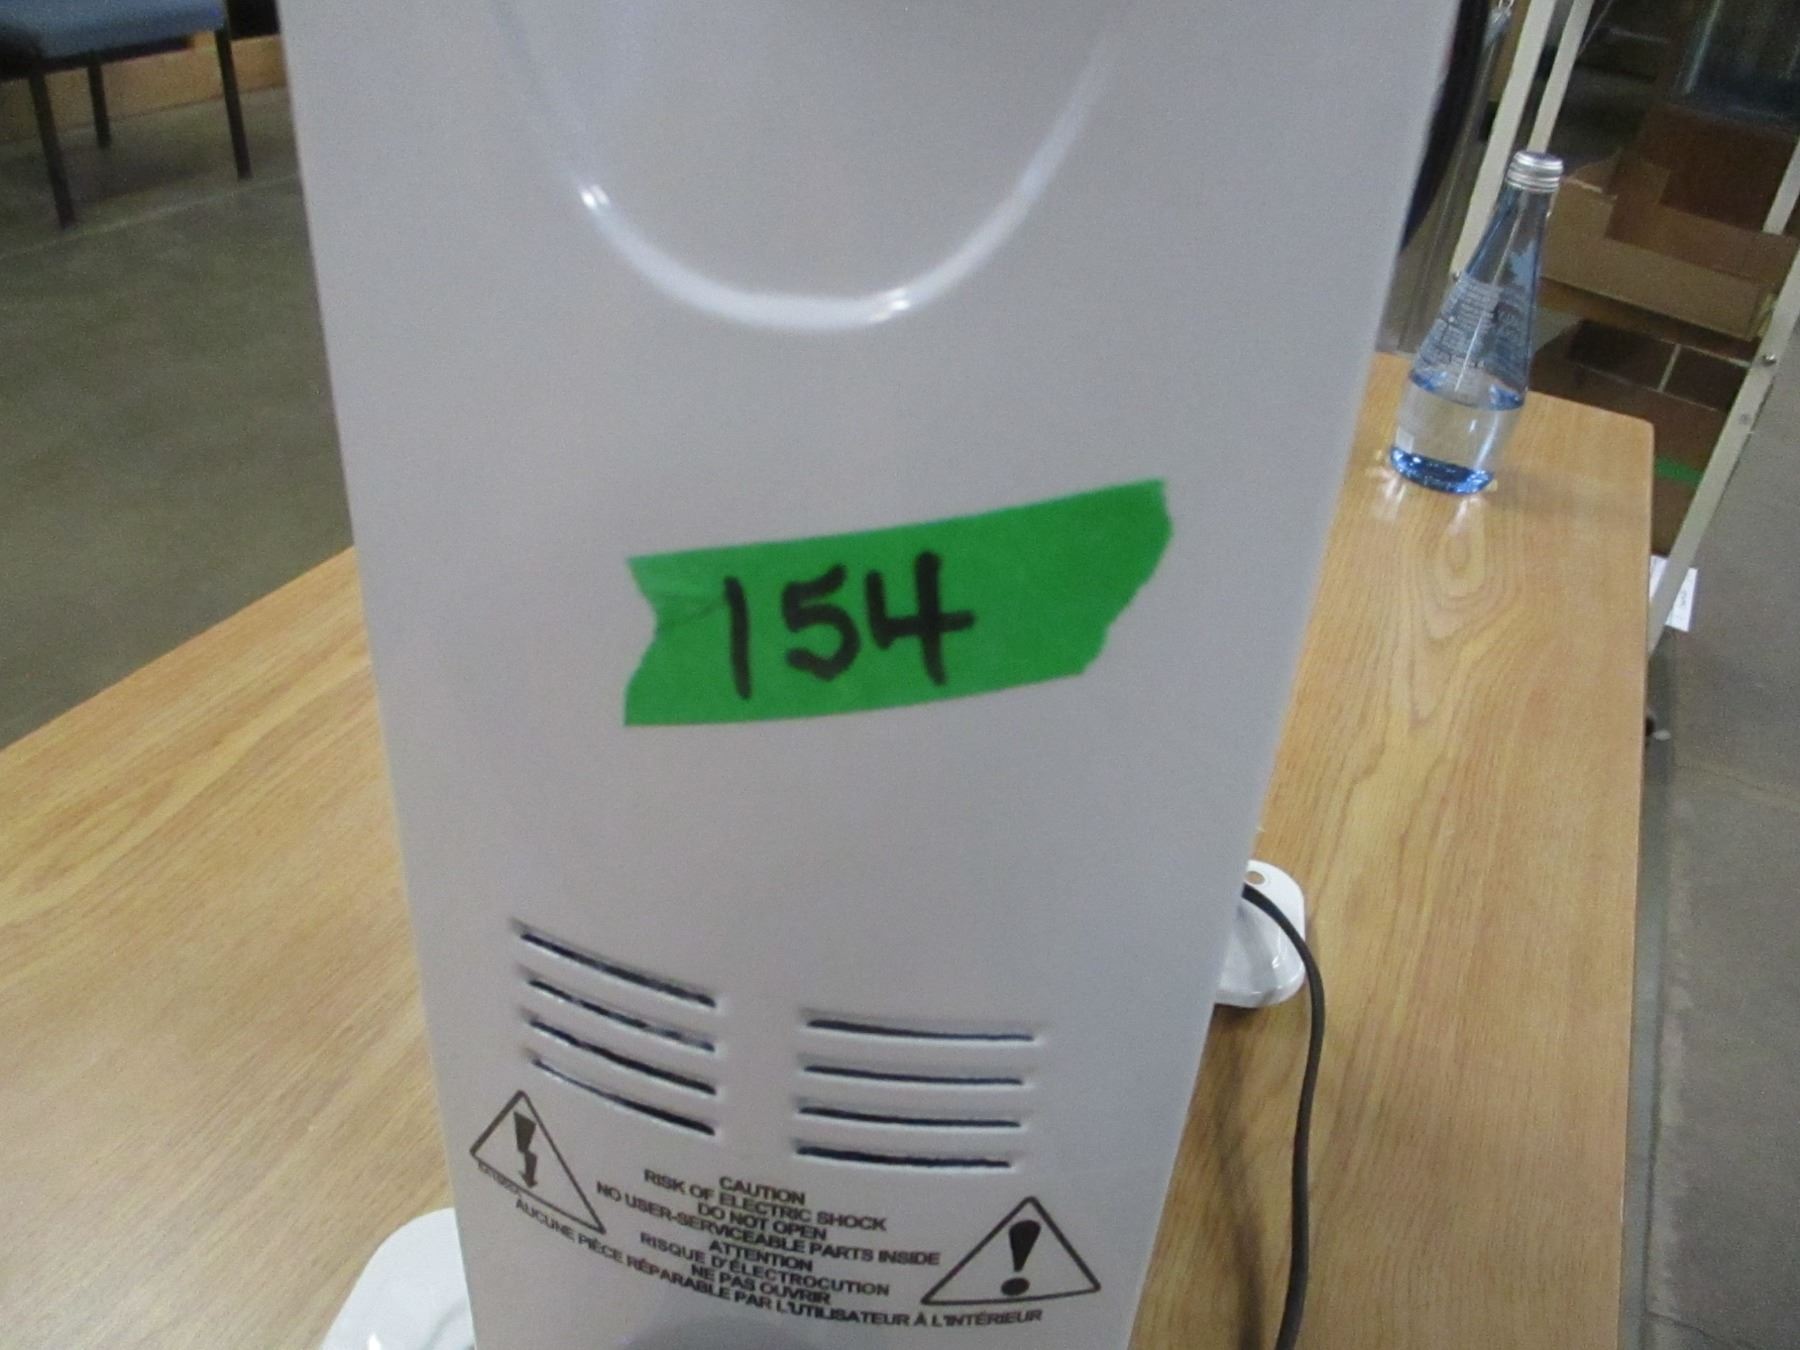 154
CAUTION
RISK OF ELECTRIC SHOCK
DO NOT OPEN
NO USER-SERVICEABLE PARTS INSIDE
ATTENTION
RISQUE D'ÉLECTROCUTION
NE PAS OUVRIR
AUCUNE PIÈCE RÉPARABLE PAR L'UTILISATEUR À L'INTÉRIEUR